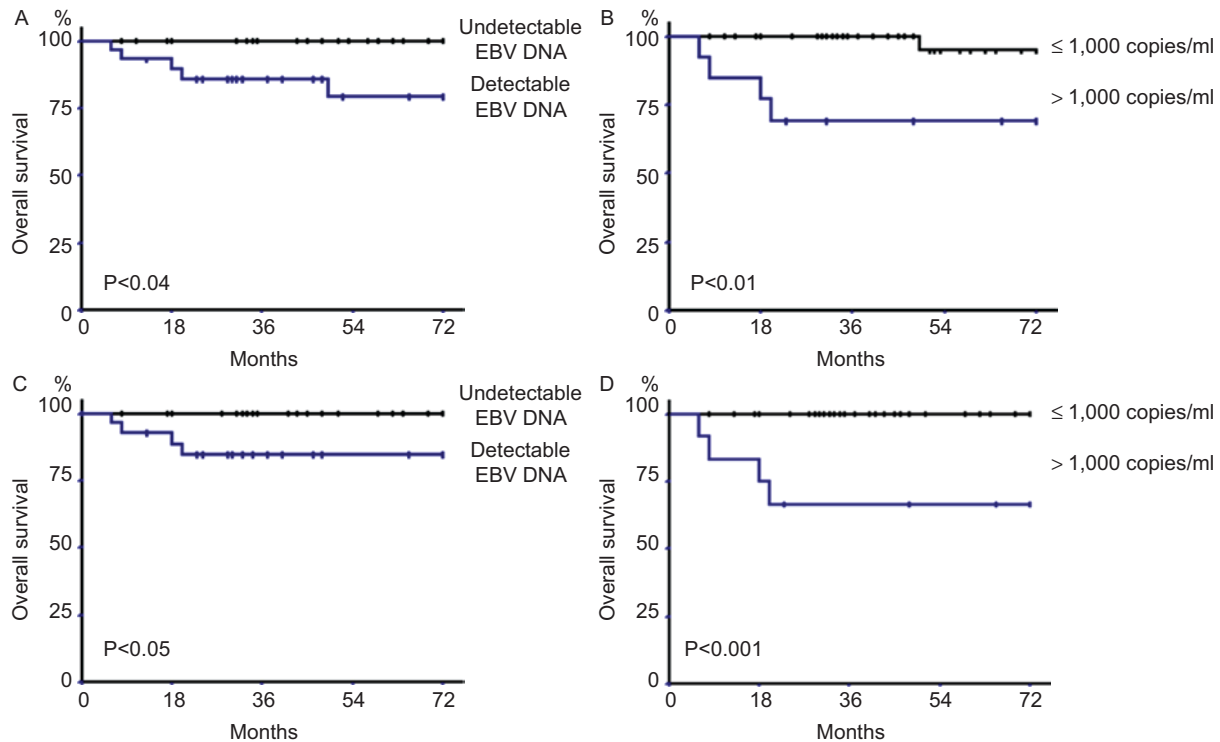 A
%
Undetectable
EBV DNA
Detectable
EBV DNA
100
75
50
25
0
Overall survival
P<0.04
0 18 36 54 72
Months
B
%
≤ 1,000 copies/ml
> 1,000 copies/ml
100
75
50
25
0
Overall survival
P<0.01
0 18 36 54 72
Months
C
%
Undetectable
EBV DNA
Detectable
EBV DNA
100
75
50
25
0
Overall survival
P<0.05
0 18 36 54 72
Months
D
%
≤ 1,000 copies/ml
> 1,000 copies/ml
100
75
50
25
0
Overall survival
P<0.001
0 18 36 54 72
Months